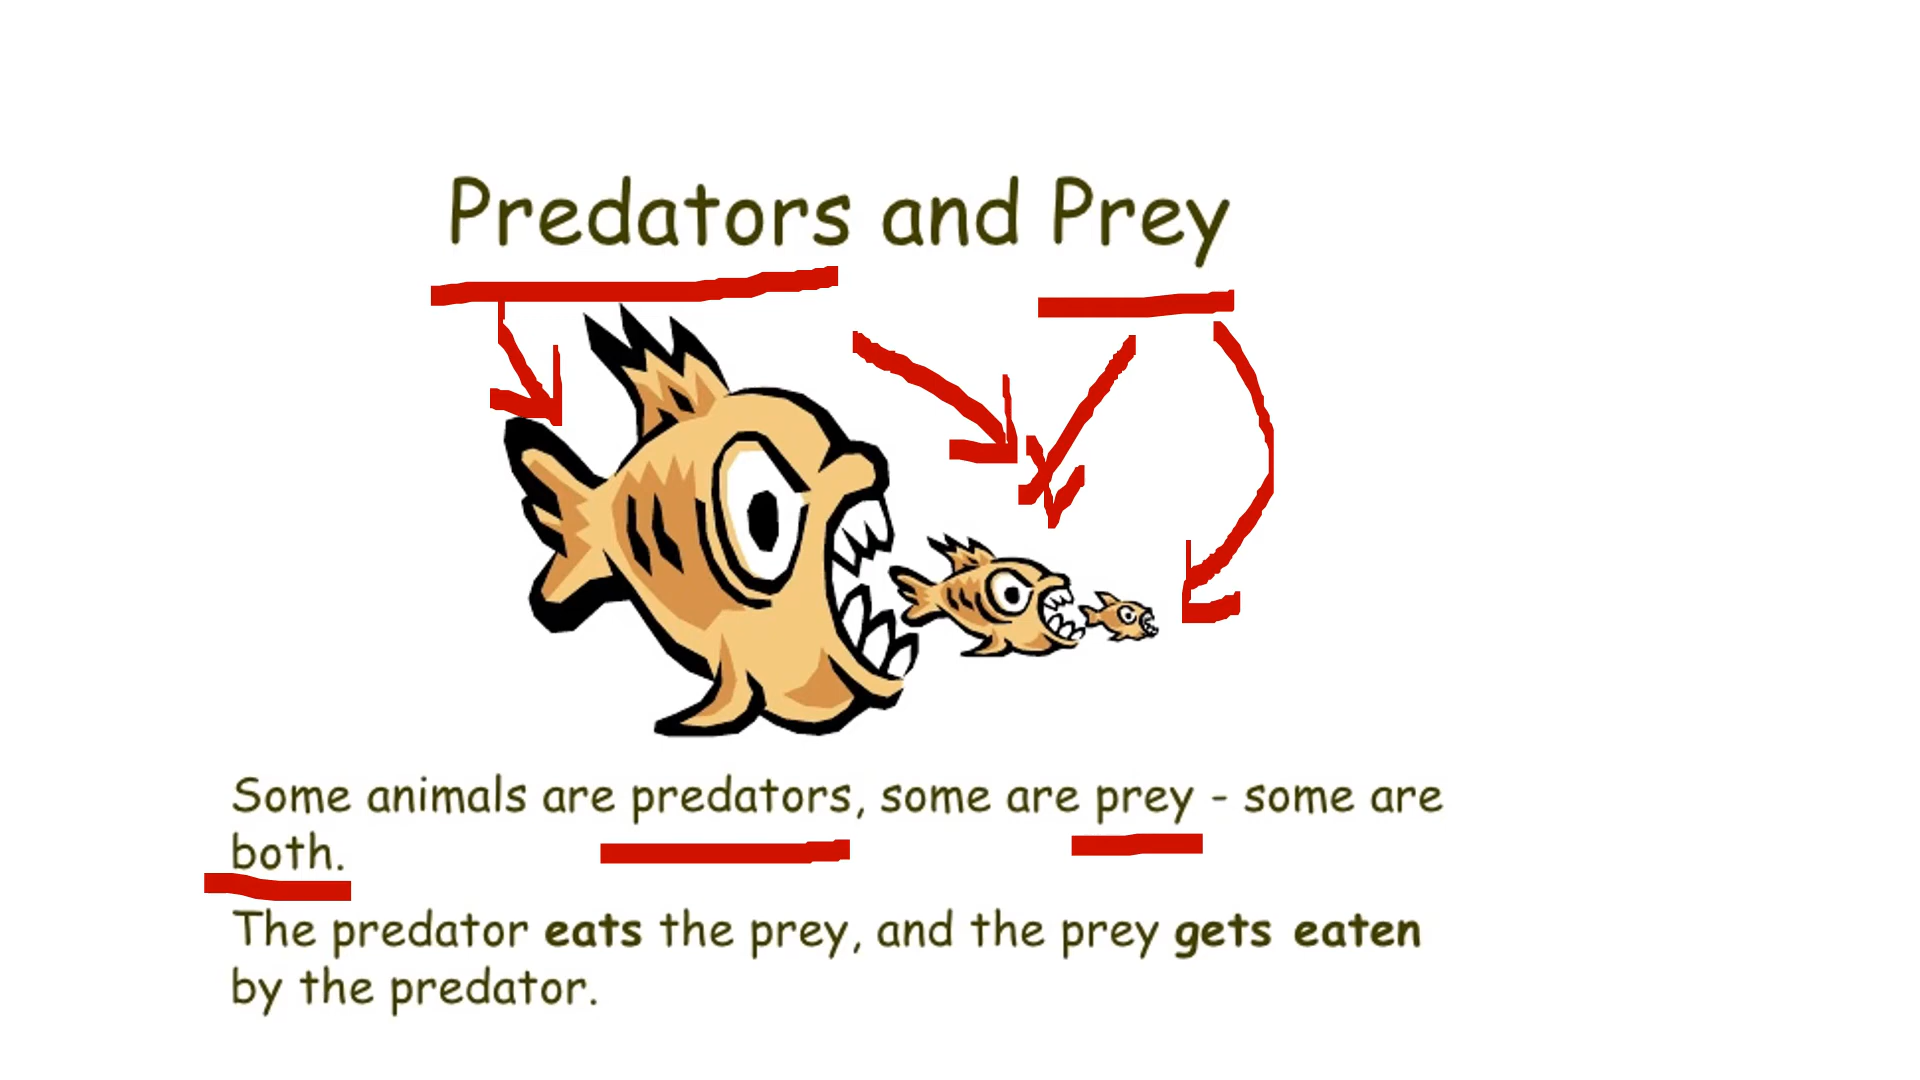 Predators and Prey
Some animals are predators, some are prey - some are
both.
The predator eats the prey, and the prey gets eaten
by the predator.